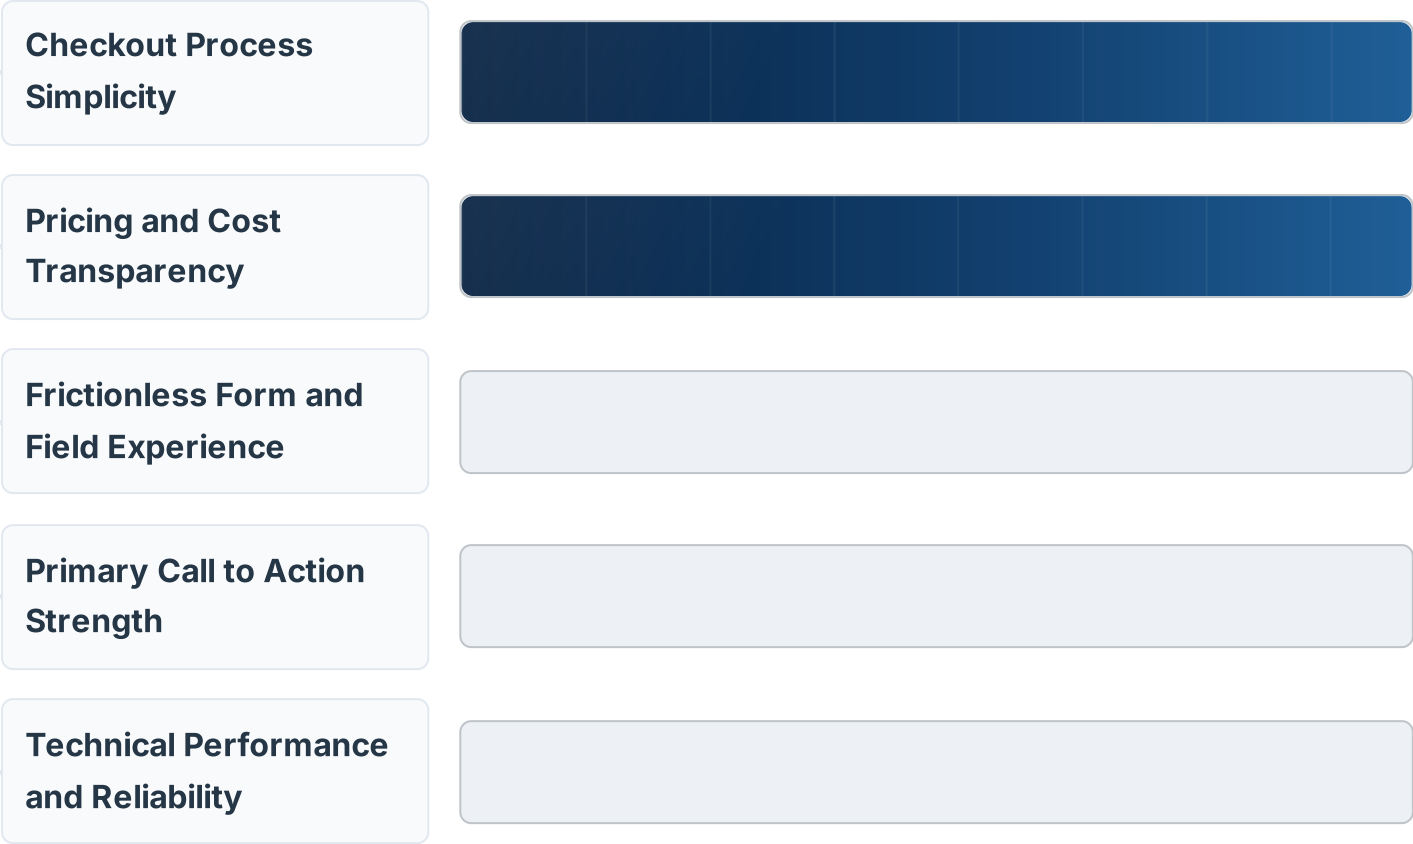 Checkout Process
Simplicity
Pricing and Cost
Transparency
Frictionless Form and
Field Experience
Primary Call to Action
Strength
Technical Performance
and Reliability